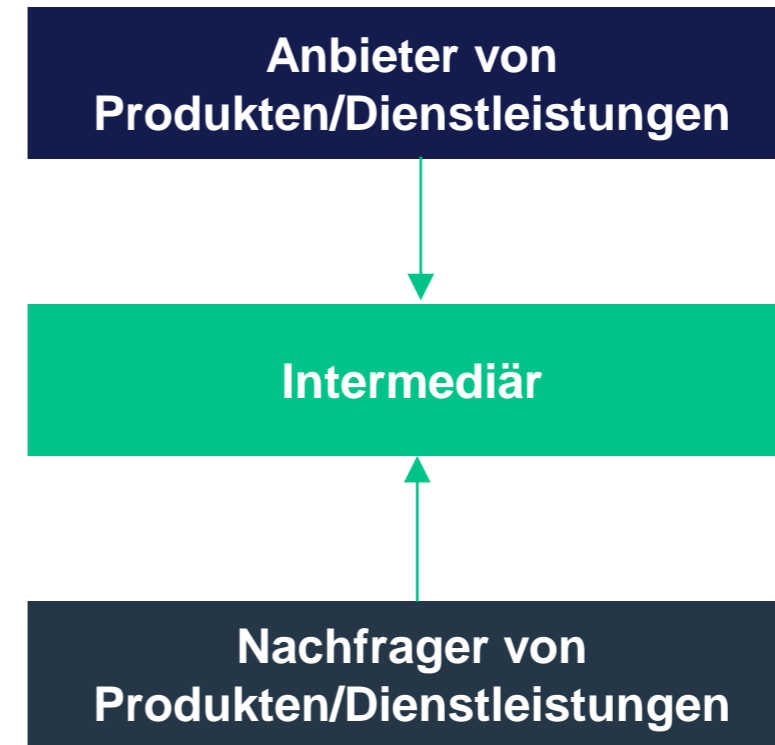 Anbieter von
Produkten/Dienstleistungen
Intermediär
Nachfrager von
Produkten/Dienstleistungen